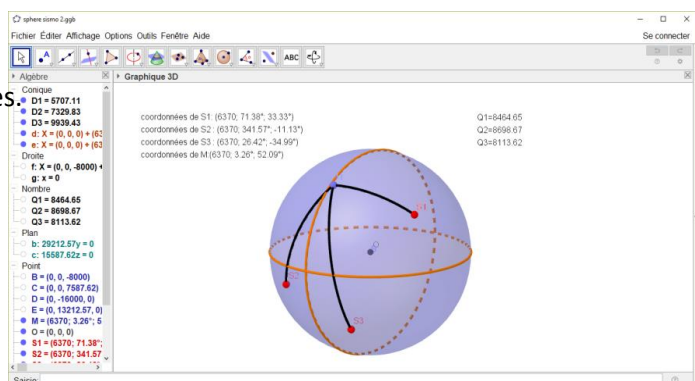 sphere sismo 2.ggb
Fichier Éditer Affichage Options Outils Fenêtre Aide
Se connecter
ABC
Algèbre
Graphique 3D
es.
Conique
D1 = 5707.11
D2 = 7329.83
D3 = 9939.43
d: X = (0, 0, 0) + (63
e: X = (0, 0, 0) + (63
Droite
f: X = (0, 0, -8000) +
g: x = 0
Nombre
Q1 = 8464.65
Q2 = 8698.67
Q3 = 8113.62
Plan
b: 29212.57y = 0
c: 15587.62z = 0
Point
B = (0, 0, -8000)
C = (0, 0, 7587.62)
D = (0, -16000, 0)
E = (0, 13212.57, 0)
M = (6370; 3.26°; 5
O = (0, 0, 0)
S1 = (6370; 71.38°;
S2 = (6370; 341.57
coordonnées de S1: (6370; 71.38°; 33.33°)
coordonnées de S2 : (6370; 341.57°; -11.13°)
coordonnées de S3 : (6370; 26.42°; -34.99°)
coordonnées de M:(6370; 3.26°; 52.09°)
Q1=8464.65
Q2=8698.67
Q3=8113.62
S1
O
Saisie: